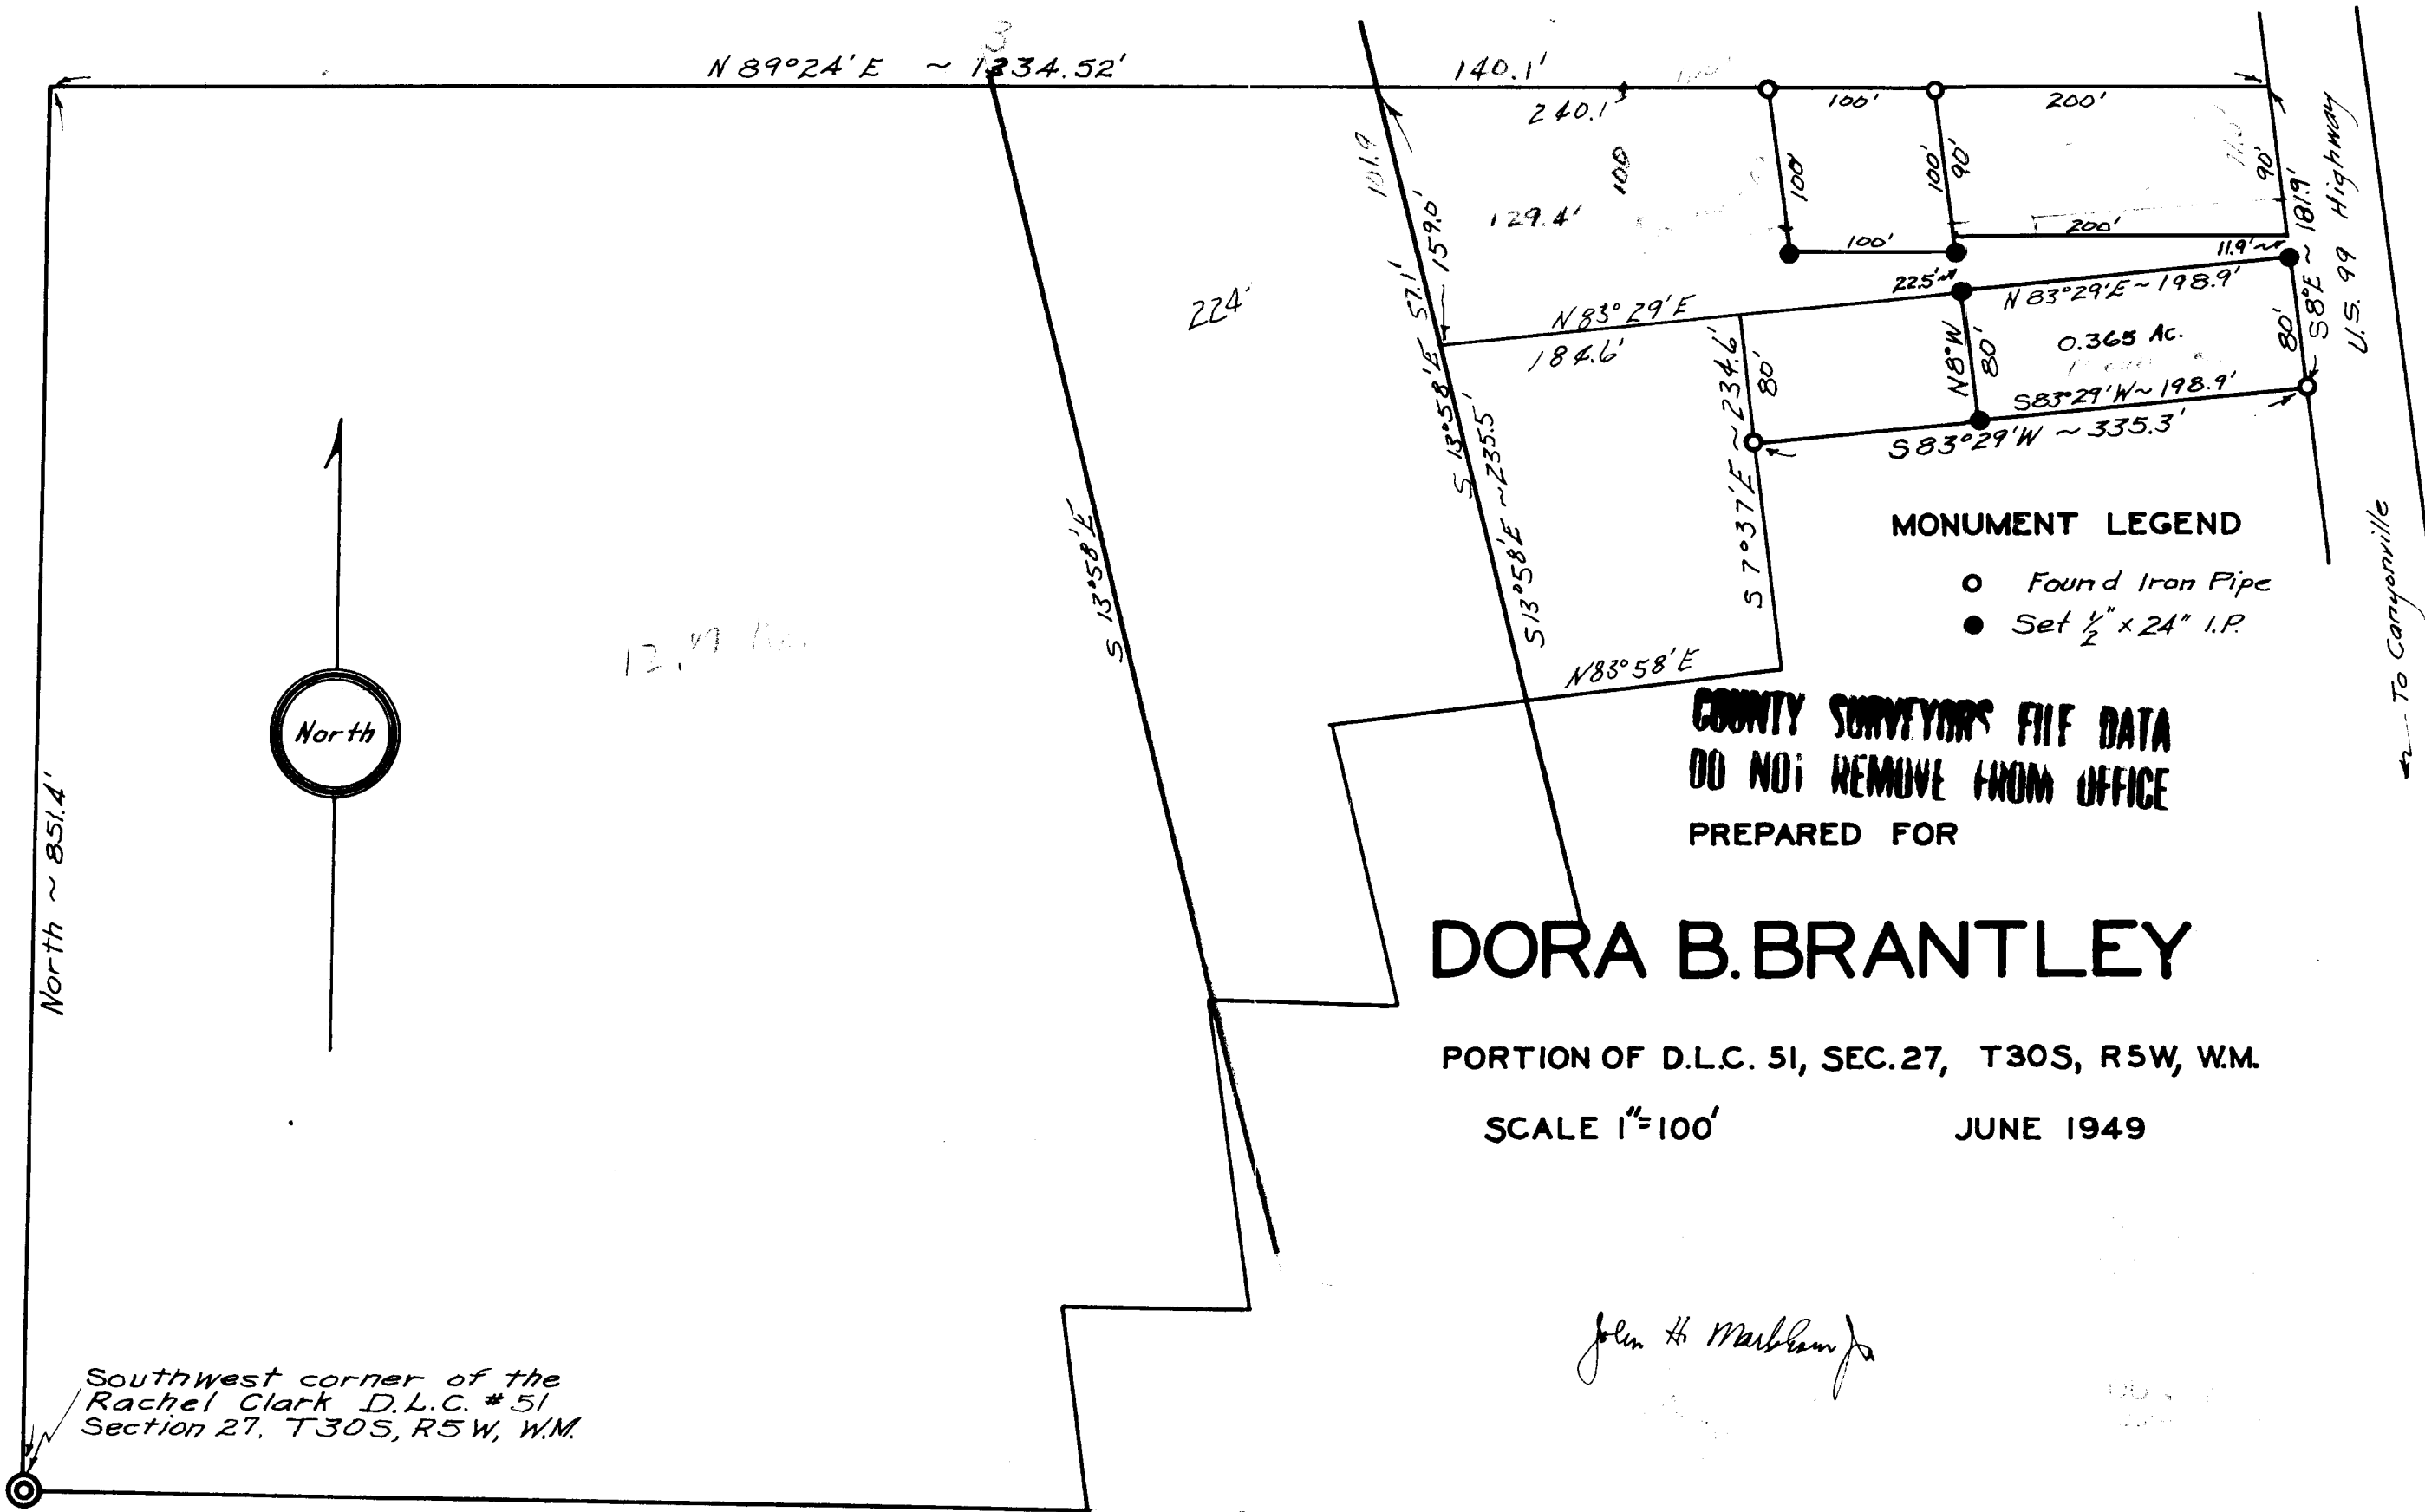 N 89°24' E ~ 1334.52'
140.1'
240.1'
100'
200'
101.9
159.0'
129.4'
100
100'
100'
90'
90'
100'
200'
11.9'
22.5'
S 8° E ~ 181.9'
U.S. 99 Highway
224'
S 13°58' E 57.1'
N 83°29' E
184.6'
N 83°29' E ~ 198.9'
0.365 Ac.
N 8° W
80'
80'
80'
S 83°29' W ~ 198.9'
S 83°29' W ~ 335.3'
S 7°37' E ~ 234.6'
S 13°58' E ~ 235.5'
S 13°58' E
N 83°58' E
To Canyonville
MONUMENT LEGEND
Found Iron Pipe
Set 1/2" x 24" I.P.
North
North ~ 851.4'
COUNTY SURVEYORS FILE DATA
DO NOT REMOVE FROM OFFICE
PREPARED FOR
DORA B. BRANTLEY
PORTION OF D.L.C. 51, SEC. 27, T30S, R5W, W.M.
SCALE 1"=100' JUNE 1949
John H. Markham Jr
Southwest corner of the
Rachel Clark D.L.C. #51
Section 27. T30S, R5W, W.M.